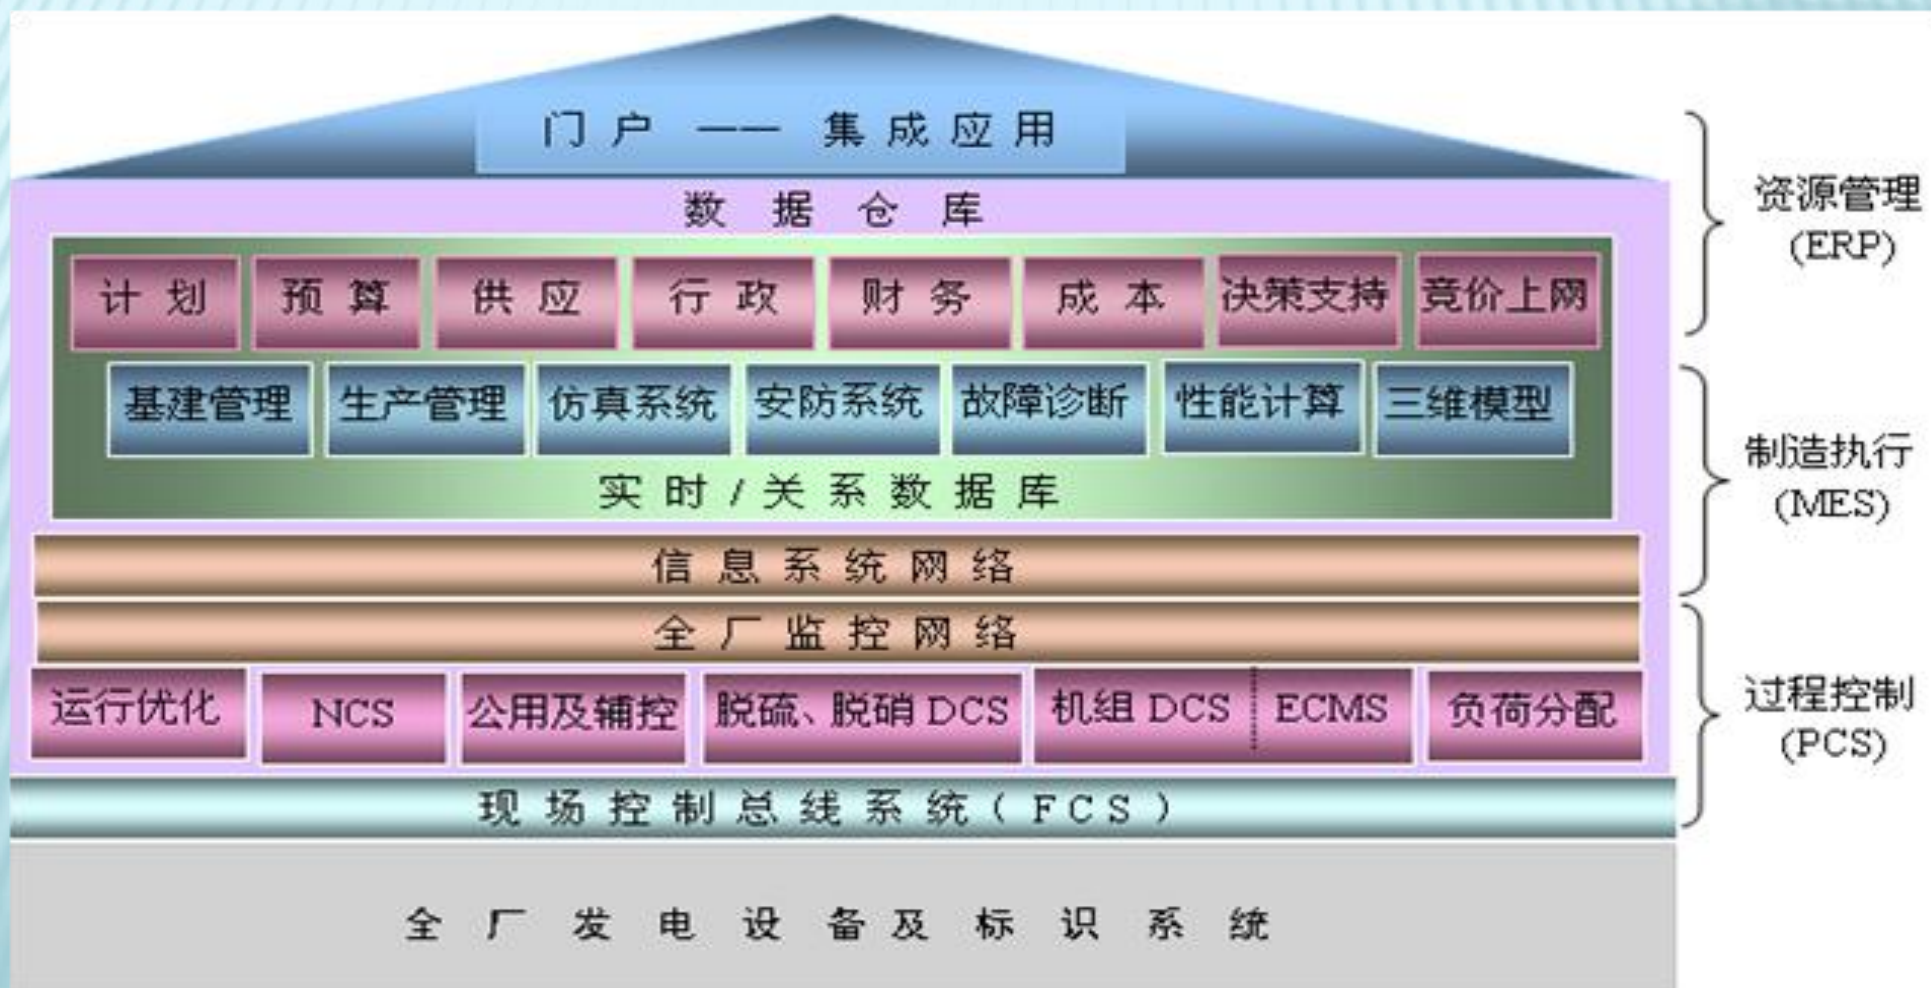 门户 —— 集成应用
数据仓库
计划 预算 供应 行政 财务 成本 决策支持 竞价上网
资源管理
(ERP)
基建管理 生产管理 仿真系统 安防系统 故障诊断 性能计算 三维模型
实时/关系数据库
信息系统网络
制造执行
(MES)
全厂监控网络
运行优化 NCS 公用及辅控 脱硫、脱硝 DCS 机组 DCS ECMS 负荷分配
现场控制总线系统(FCS)
过程控制
(PCS)
全厂发电设备及标识系统